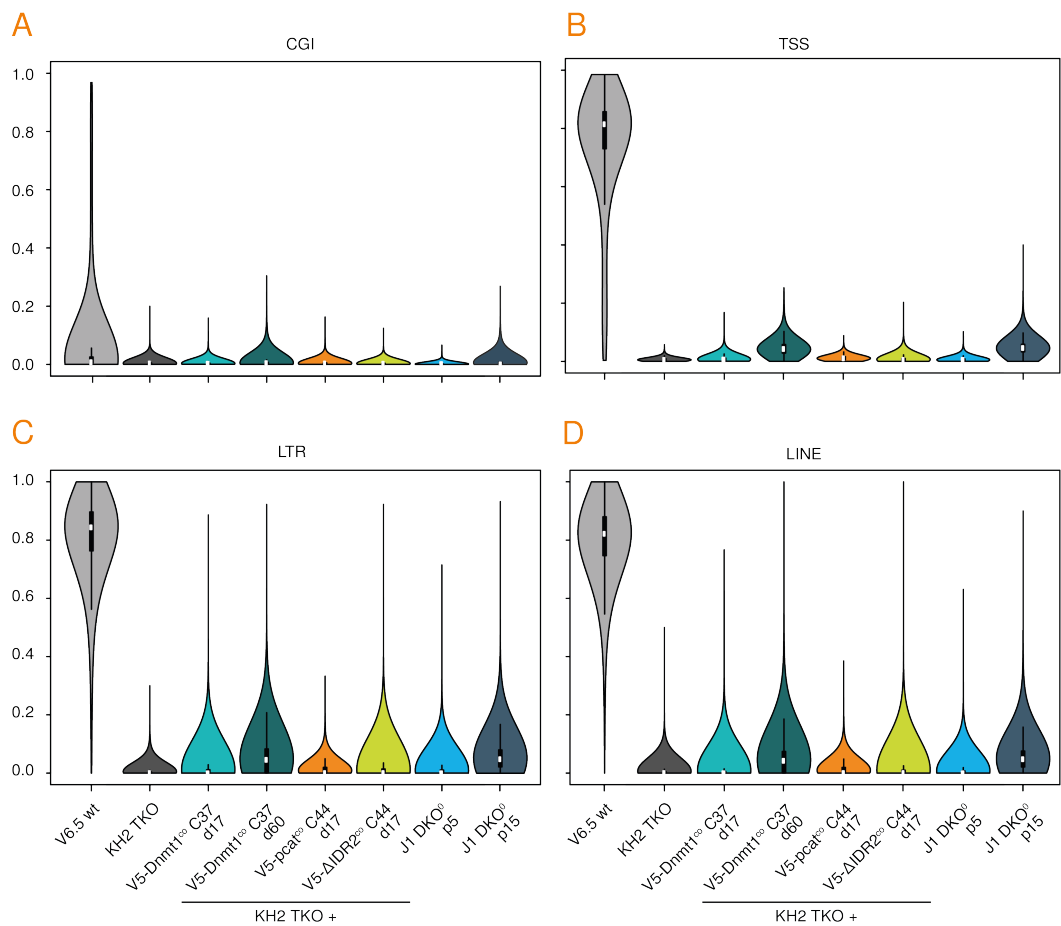 A
CGI
1.0
0.8
0.6
0.4
0.2
0.0
B
TSS
C
LTR
1.0
0.8
0.6
0.4
0.2
0.0
V6.5 wt
KH2 TKO
V5-Dnmt1ᶜᵒ C37
d17
V5-Dnmt1ᶜᵒ C37
d60
V5-pcatᶜᵒ C44
d17
V5-ΔIDR2ᶜᵒ C44
d17
J1 DKO⁰
p5
J1 DKO⁰
p15
KH2 TKO +
D
LINE
V6.5 wt
KH2 TKO
V5-Dnmt1ᶜᵒ C37
d17
V5-Dnmt1ᶜᵒ C37
d60
V5-pcatᶜᵒ C44
d17
V5-ΔIDR2ᶜᵒ C44
d17
J1 DKO⁰
p5
J1 DKO⁰
p15
KH2 TKO +